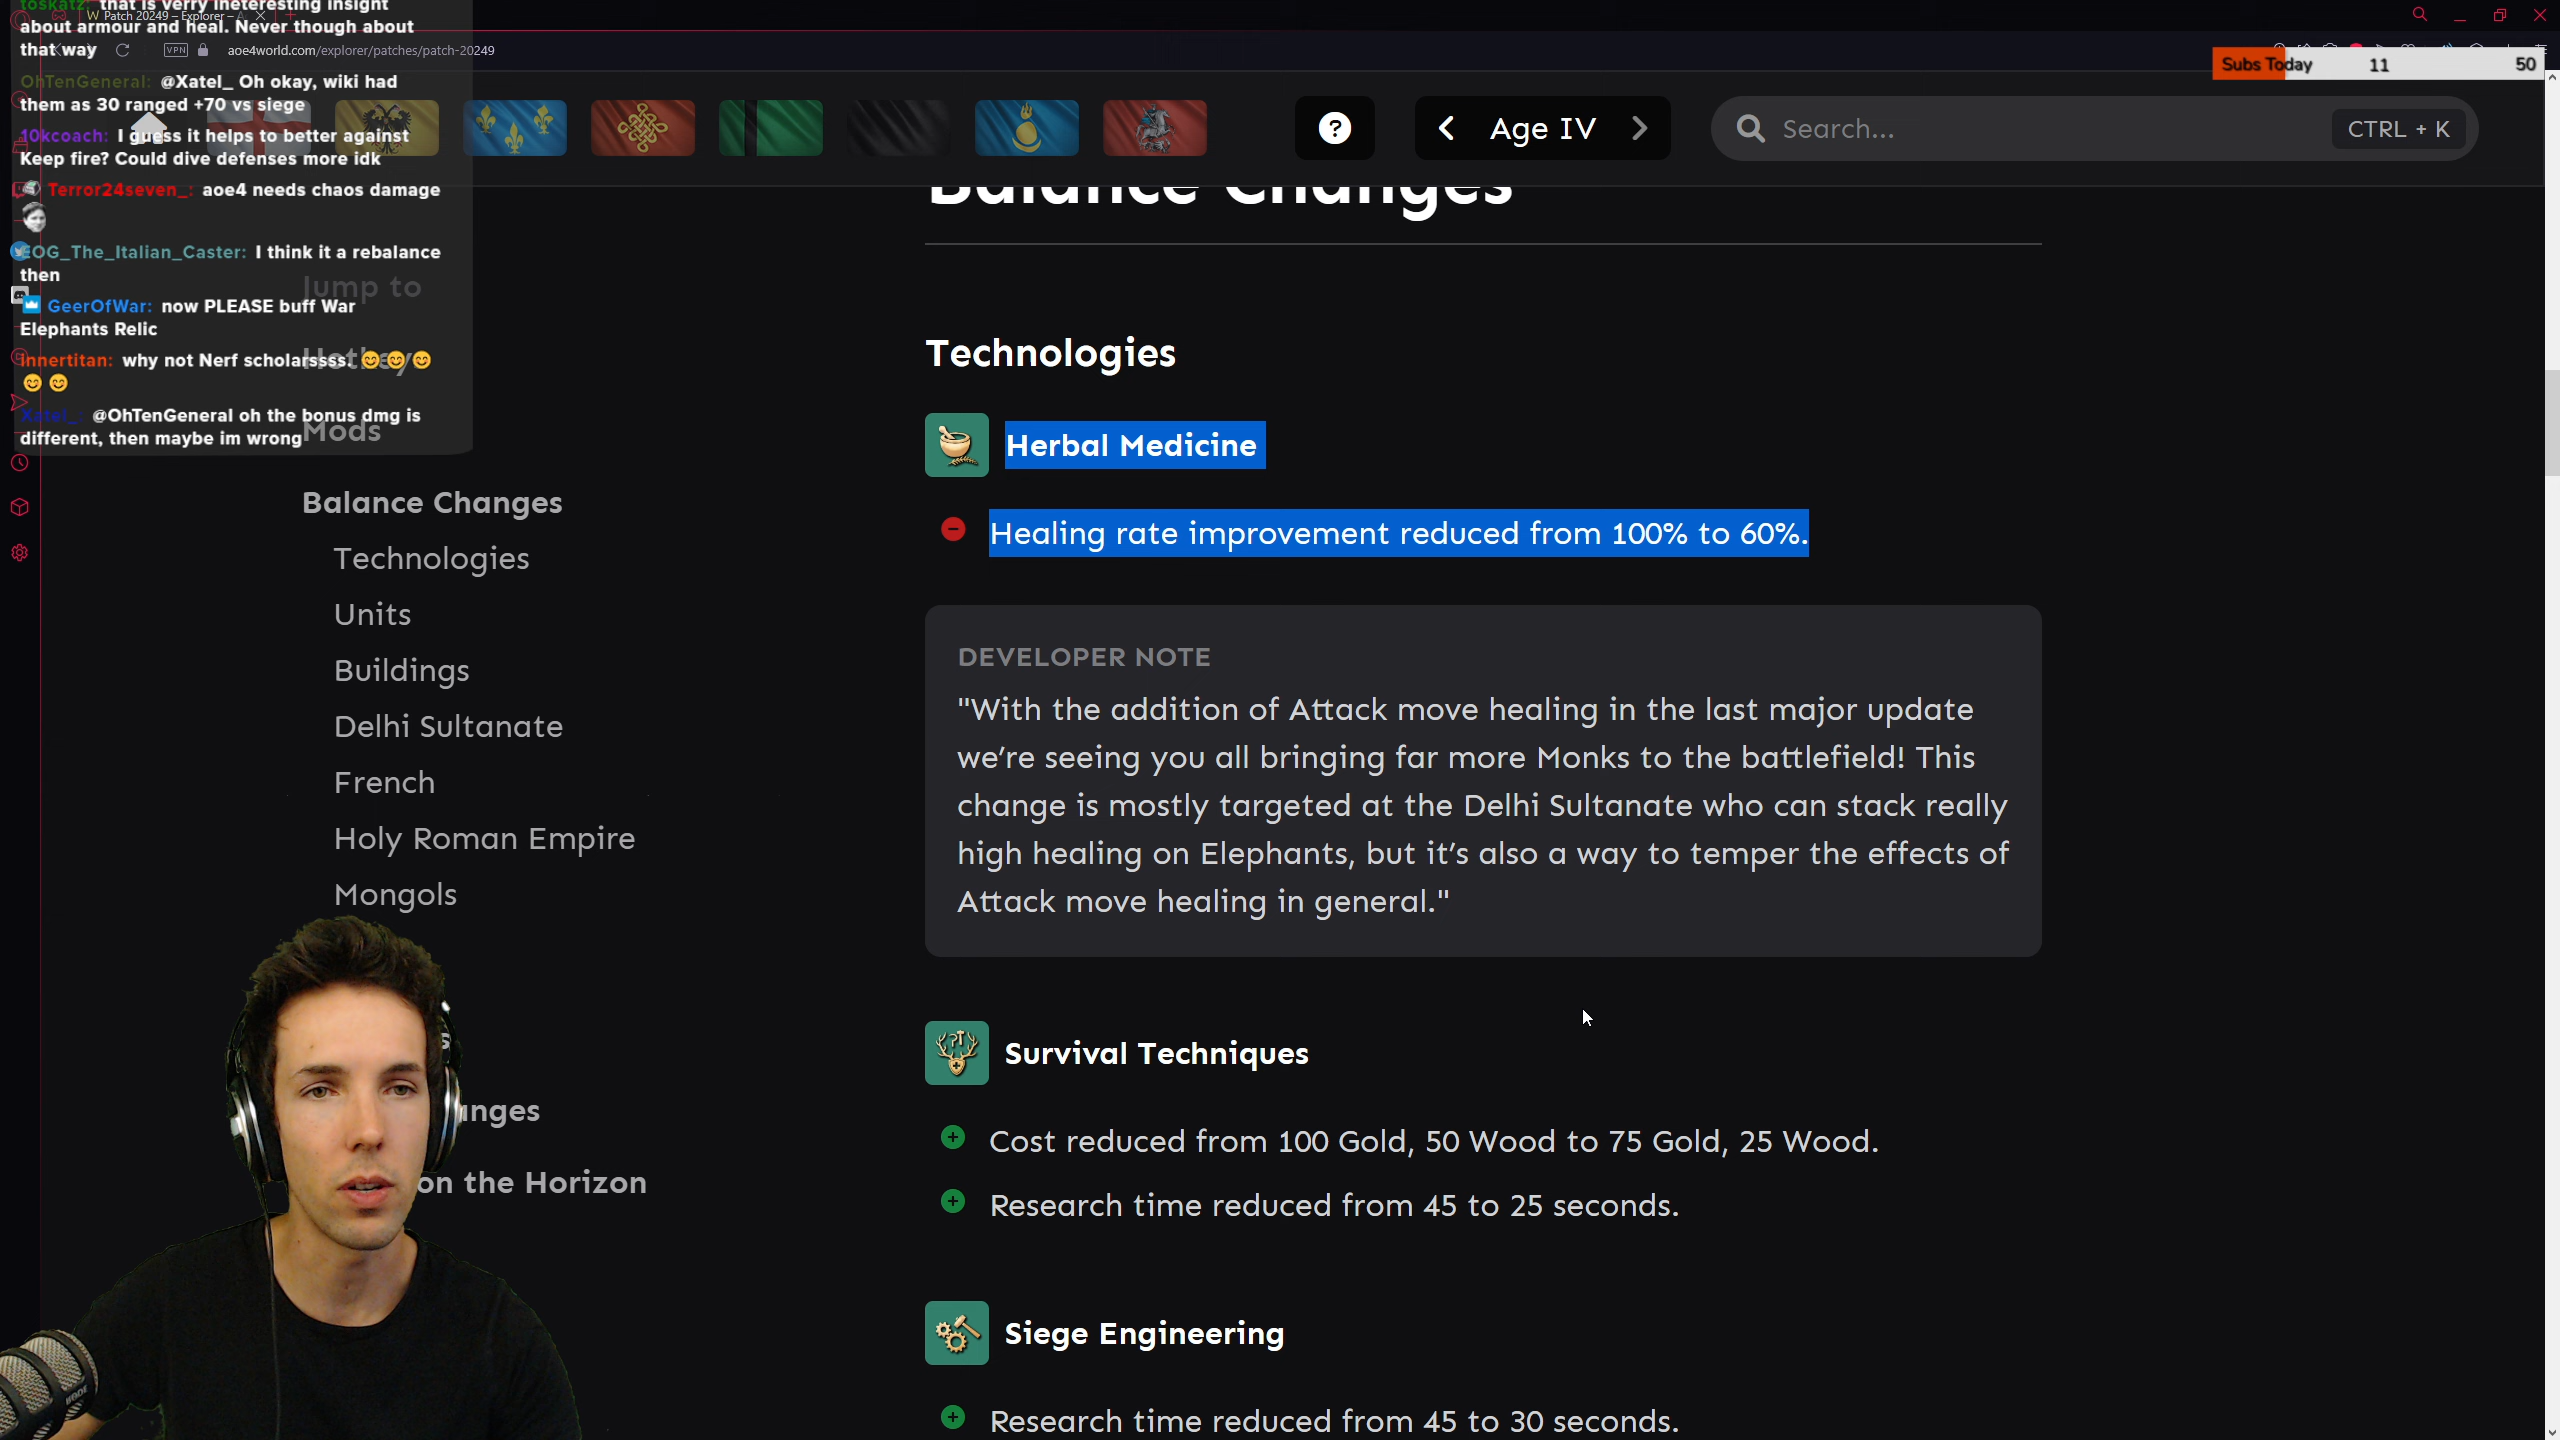 toskatz: that is verry ineteresting insight
about armour and heal. Never though about
that way
OhTenGeneral: @Xatel_ Oh okay, wiki had
them as 30 ranged +70 vs siege
10kcoach: I guess it helps to better against
Keep fire? Could dive defenses more idk
Terror24seven_: aoe4 needs chaos damage
EOG_The_Italian_Caster: I think it a rebalance
then
GeerOfWar: now PLEASE buff War
Elephants Relic
innertitan: why not Nerf scholarssss. 😊😊😊
😊😊
Xatel_: @OhTenGeneral oh the bonus dmg is
different, then maybe im wrong
W Patch 20249 – Explorer – A
VPN
aoe4world.com/explorer/patches/patch-20249
Subs Today 11 50
?
Age IV
Search...
CTRL + K
Jump to
Hotkeys
Mods
Balance Changes
Technologies
Units
Buildings
Delhi Sultanate
French
Holy Roman Empire
Mongols
anges
on the Horizon
Balance Changes
Technologies
Herbal Medicine
Healing rate improvement reduced from 100% to 60%.
DEVELOPER NOTE
"With the addition of Attack move healing in the last major update
we're seeing you all bringing far more Monks to the battlefield! This
change is mostly targeted at the Delhi Sultanate who can stack really
high healing on Elephants, but it's also a way to temper the effects of
Attack move healing in general."
Survival Techniques
Cost reduced from 100 Gold, 50 Wood to 75 Gold, 25 Wood.
Research time reduced from 45 to 25 seconds.
Siege Engineering
Research time reduced from 45 to 30 seconds.
RODE